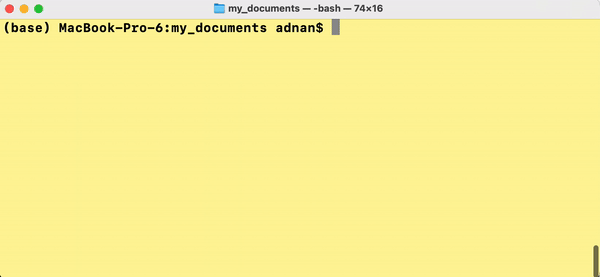 my_documents — -bash — 74×16
(base) MacBook-Pro-6:my_documents adnan$